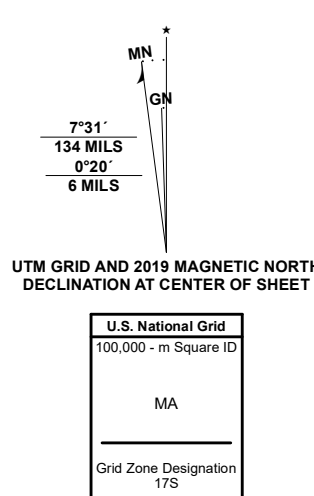 ★
MN
GN
7°31´
134 MILS
0°20´
6 MILS
UTM GRID AND 2019 MAGNETIC NORTH
DECLINATION AT CENTER OF SHEET
U.S. National Grid
100,000 - m Square ID
MA
Grid Zone Designation
17S